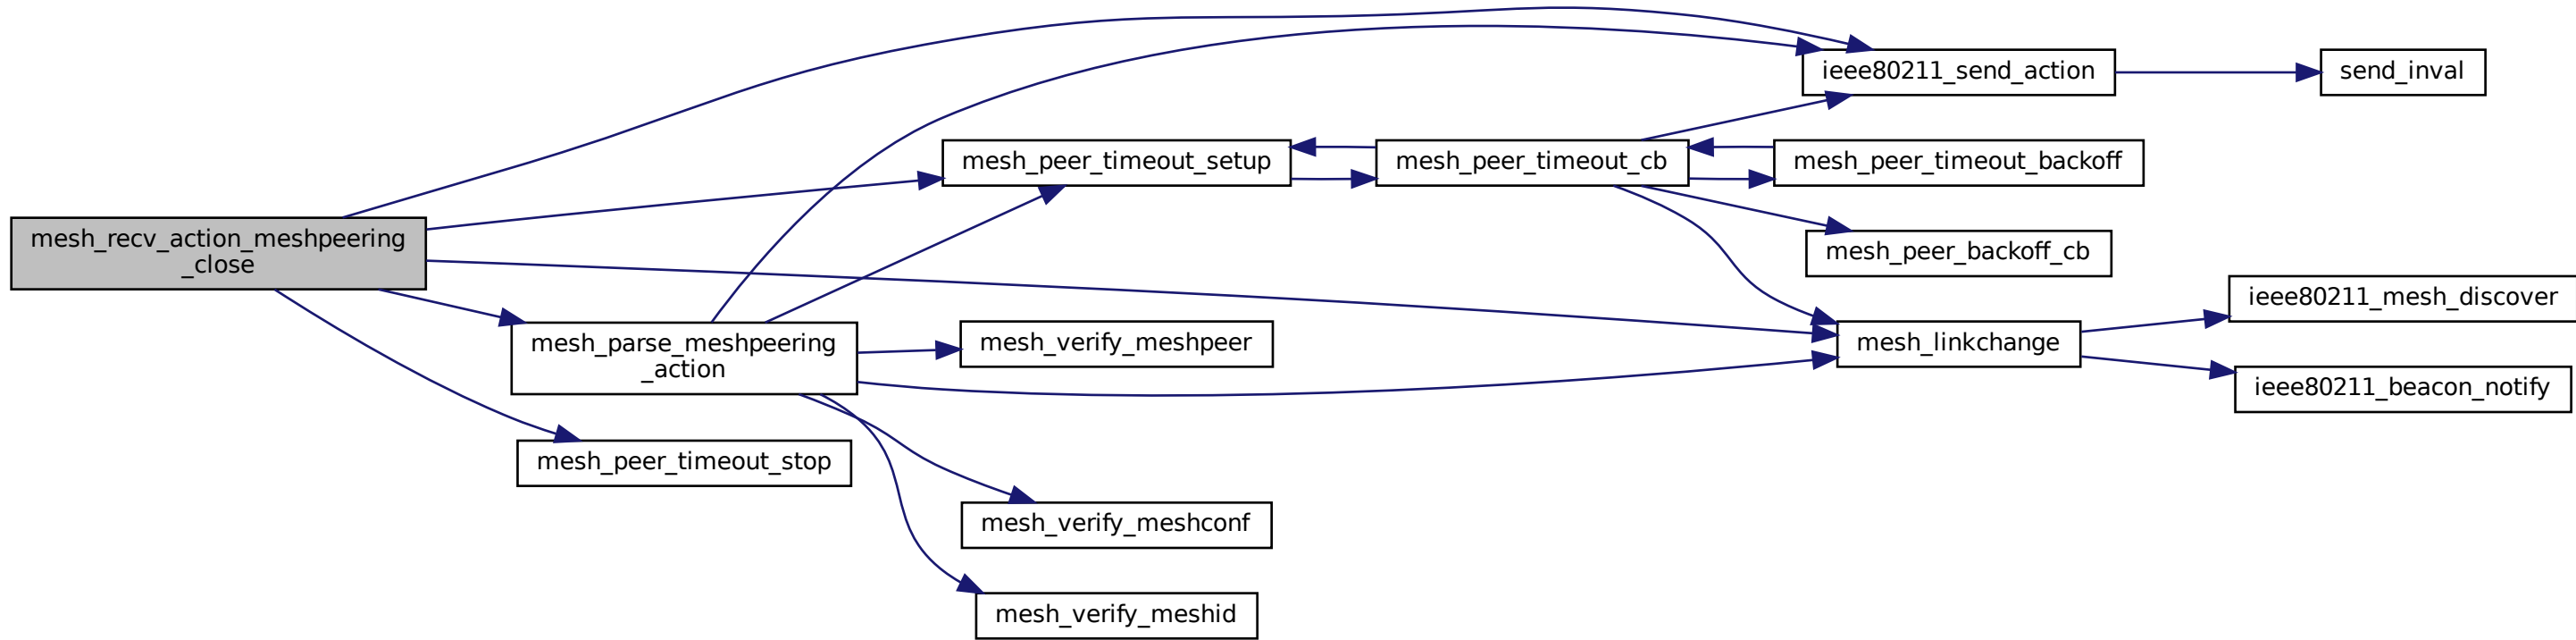 mesh_recv_action_meshpeering
_close
ieee80211_send_action
send_inval
mesh_peer_timeout_setup
mesh_peer_timeout_cb
mesh_peer_timeout_backoff
mesh_peer_backoff_cb
mesh_parse_meshpeering
_action
mesh_verify_meshpeer
mesh_linkchange
ieee80211_mesh_discover
ieee80211_beacon_notify
mesh_peer_timeout_stop
mesh_verify_meshconf
mesh_verify_meshid